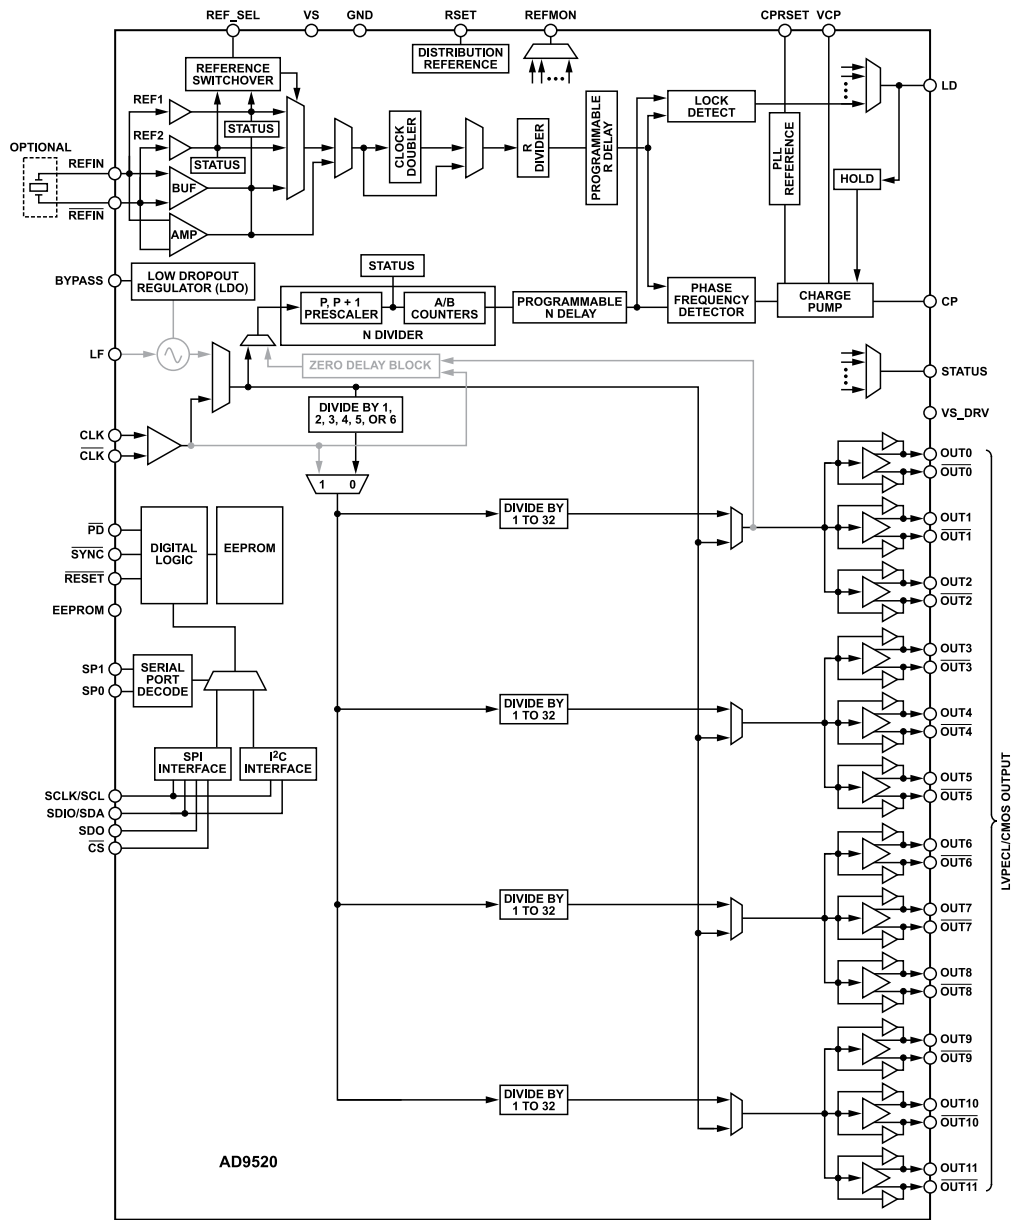 REF_SEL VS GND RSET REFMON CPRSET VCP
DISTRIBUTION
REFERENCE
REFERENCE
SWITCHOVER
REF1
STATUS
REF2
STATUS
OPTIONAL
REFIN
REFIN
BUF
AMP
CLOCK
DOUBLER
R
DIVIDER
PROGRAMMABLE
R DELAY
LOCK
DETECT
LD
PLL
REFERENCE
HOLD
BYPASS
LOW DROPOUT
REGULATOR (LDO)
STATUS
P, P + 1
PRESCALER
A/B
COUNTERS
N DIVIDER
PROGRAMMABLE
N DELAY
PHASE
FREQUENCY
DETECTOR
CHARGE
PUMP
CP
LF
ZERO DELAY BLOCK
STATUS
DIVIDE BY 1,
2, 3, 4, 5, OR 6
VS_DRV
CLK
CLK
1 0
OUT0
OUT0
DIVIDE BY
1 TO 32
OUT1
OUT1
PD
SYNC
RESET
DIGITAL
LOGIC
EEPROM
EEPROM
OUT2
OUT2
SP1
SP0
SERIAL
PORT
DECODE
OUT3
OUT3
DIVIDE BY
1 TO 32
OUT4
OUT4
SPI
INTERFACE
I2C
INTERFACE
OUT5
OUT5
SCLK/SCL
SDIO/SDA
SDO
CS
LVPECL/CMOS OUTPUT
OUT6
OUT6
DIVIDE BY
1 TO 32
OUT7
OUT7
OUT8
OUT8
OUT9
OUT9
DIVIDE BY
1 TO 32
OUT10
OUT10
OUT11
OUT11
AD9520